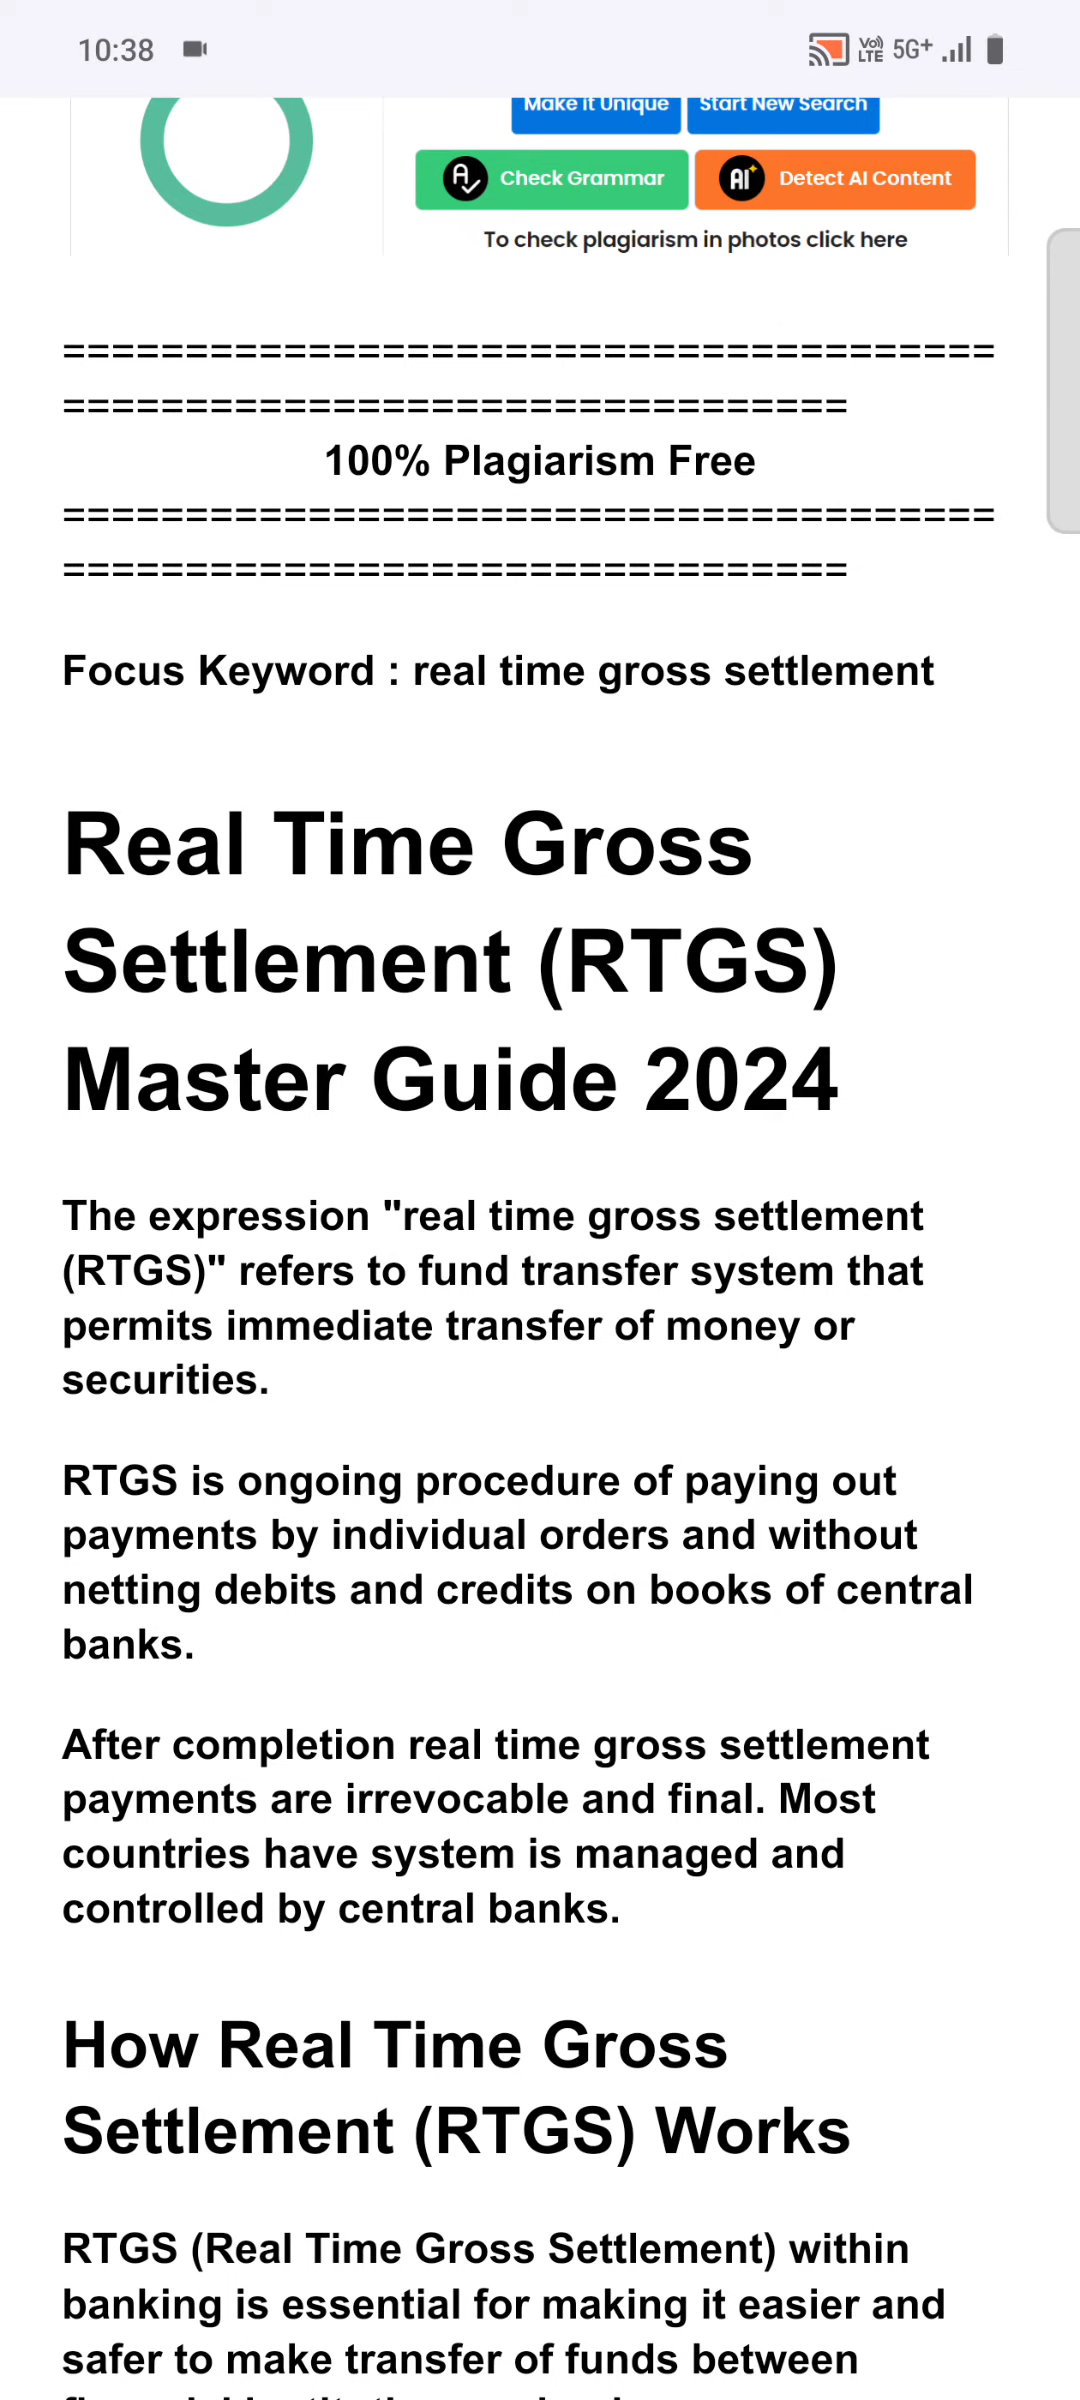 10:38
Vo)) LTE 5G+
Make it Unique Start New Search
Check Grammar AI Detect AI Content
To check plagiarism in photos click here
======================================
================================
100% Plagiarism Free
======================================
================================
Focus Keyword : real time gross settlement
Real Time Gross
Settlement (RTGS)
Master Guide 2024
The expression "real time gross settlement
(RTGS)" refers to fund transfer system that
permits immediate transfer of money or
securities.
RTGS is ongoing procedure of paying out
payments by individual orders and without
netting debits and credits on books of central
banks.
After completion real time gross settlement
payments are irrevocable and final. Most
countries have system is managed and
controlled by central banks.
How Real Time Gross
Settlement (RTGS) Works
RTGS (Real Time Gross Settlement) within
banking is essential for making it easier and
safer to make transfer of funds between